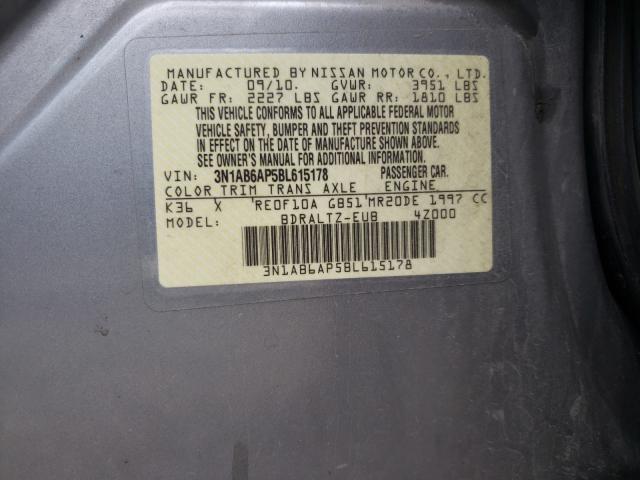 MANUFACTURED BY NISSAN MOTOR CO., LTD.
DATE: 09/10. GVWR: 3951 LBS
GAWR FR: 2227 LBS GAWR RR: 1810 LBS
THIS VEHICLE CONFORMS TO ALL APPLICABLE FEDERAL MOTOR
VEHICLE SAFETY, BUMPER AND THEFT PREVENTION STANDARDS
IN EFFECT ON THE DATE OF MANUFACTURE SHOWN ABOVE.
SEE OWNER'S MANUAL FOR ADDITIONAL INFORMATION.
VIN: 3N1AB6AP5BL615178 PASSENGER CAR.
COLOR TRIM TRANS AXLE ENGINE
K36 X 'RE0F10A GB51'MR20DE 1997 CC
MODEL: BDRALTZ-EUB 4Z000
3N1AB6AP5BL615178